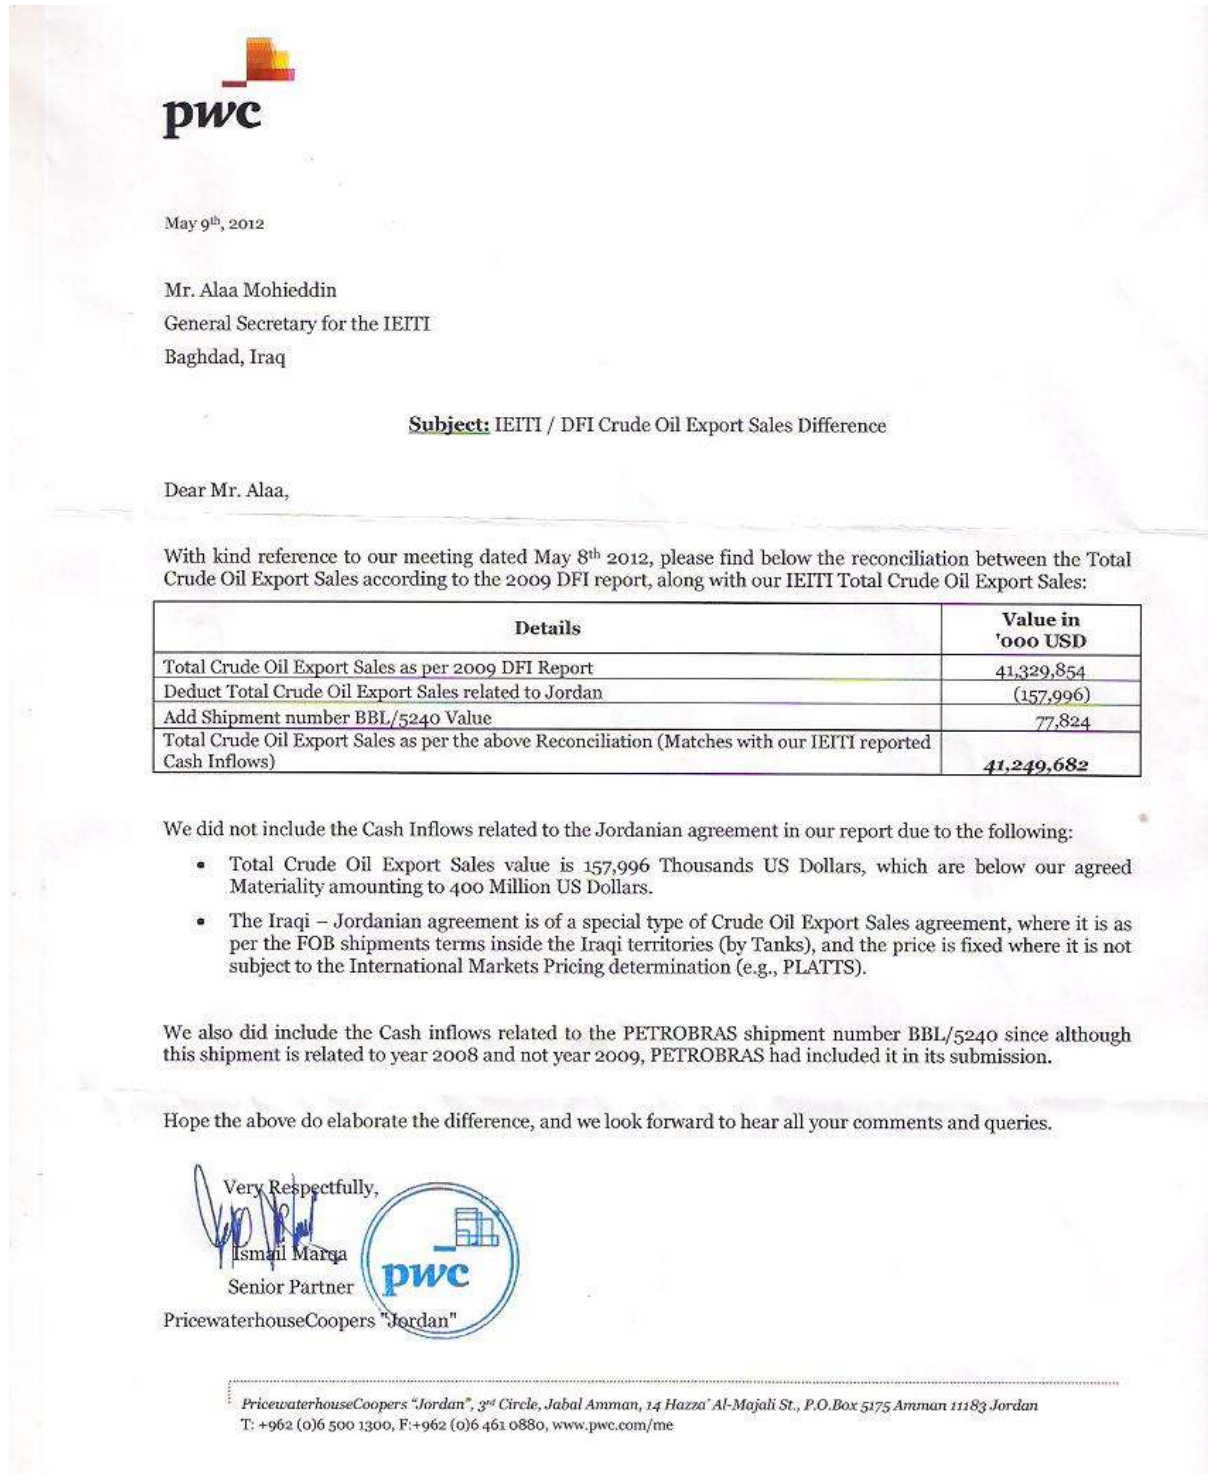 pwc
May 9th, 2012
Mr. Alaa Mohieddin
General Secretary for the IEITI
Baghdad, Iraq
Subject: IEITI / DFI Crude Oil Export Sales Difference
Dear Mr. Alaa,
With kind reference to our meeting dated May 8th 2012, please find below the reconciliation between the Total
Crude Oil Export Sales according to the 2009 DFI report, along with our IEITI Total Crude Oil Export Sales:
Details
Value in
'000 USD
Total Crude Oil Export Sales as per 2009 DFI Report 41,329,854
Deduct Total Crude Oil Export Sales related to Jordan (157,996)
Add Shipment number BBL/5240 Value 77,824
Total Crude Oil Export Sales as per the above Reconciliation (Matches with our IEITI reported
Cash Inflows) 41,249,682
We did not include the Cash Inflows related to the Jordanian agreement in our report due to the following:
• Total Crude Oil Export Sales value is 157,996 Thousands US Dollars, which are below our agreed
Materiality amounting to 400 Million US Dollars.
• The Iraqi – Jordanian agreement is of a special type of Crude Oil Export Sales agreement, where it is as
per the FOB shipments terms inside the Iraqi territories (by Tanks), and the price is fixed where it is not
subject to the International Markets Pricing determination (e.g., PLATTS).
We also did include the Cash inflows related to the PETROBRAS shipment number BBL/5240 since although
this shipment is related to year 2008 and not year 2009, PETROBRAS had included it in its submission.
Hope the above do elaborate the difference, and we look forward to hear all your comments and queries.
Very Respectfully,
Ismail Marqa
Senior Partner
PricewaterhouseCoopers "Jordan"
pwc
PricewaterhouseCoopers "Jordan", 3rd Circle, Jabal Amman, 14 Hazza' Al-Majali St., P.O.Box 5175 Amman 11183 Jordan
T: +962 (0)6 500 1300, F:+962 (0)6 461 0880, www.pwc.com/me